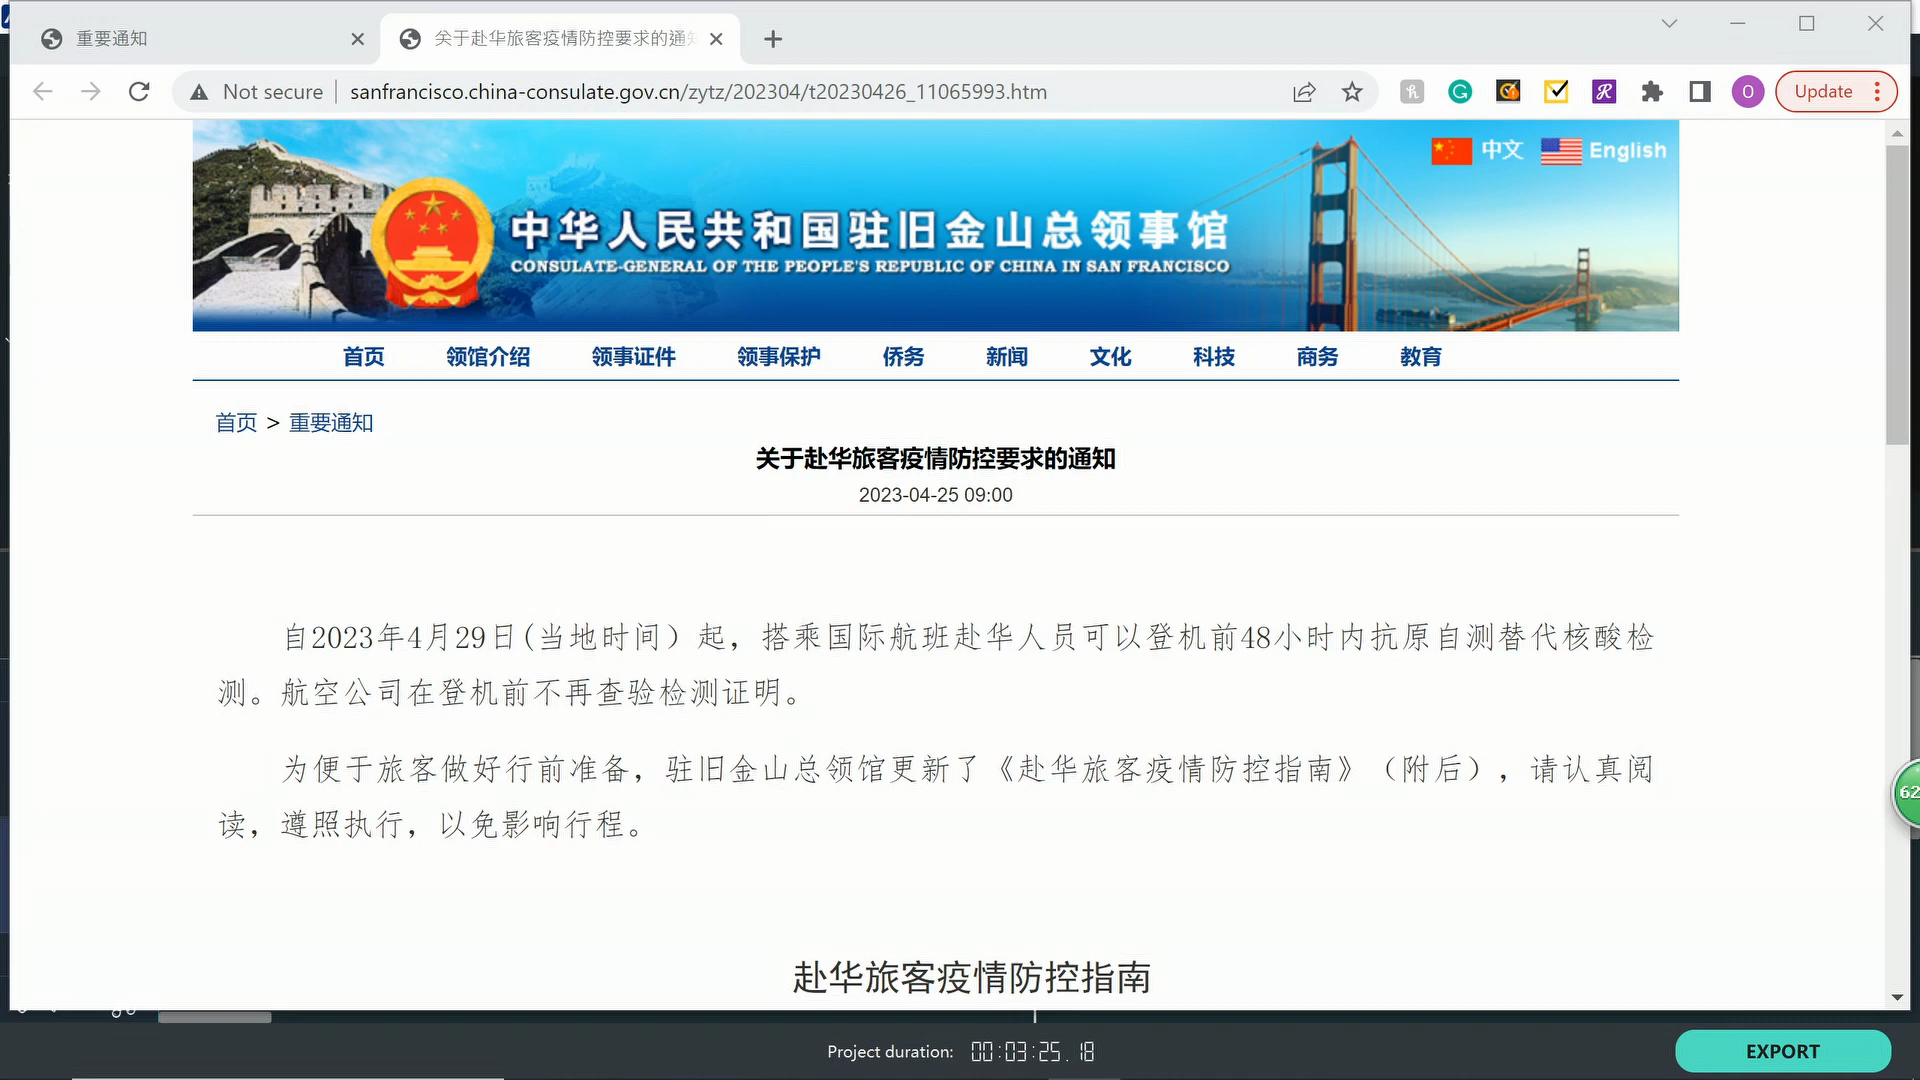 重要通知
关于赴华旅客疫情防控要求的通
Not secure
sanfrancisco.china-consulate.gov.cn/zytz/202304/t20230426_11065993.htm
O
Update
中文
English
中华人民共和国驻旧金山总领事馆
CONSULATE-GENERAL OF THE PEOPLE'S REPUBLIC OF CHINA IN SAN FRANCISCO
首页 领馆介绍 领事证件 领事保护 侨务 新闻 文化 科技 商务 教育
首页 > 重要通知
关于赴华旅客疫情防控要求的通知
2023-04-25 09:00
自2023年4月29日(当地时间）起，搭乘国际航班赴华人员可以登机前48小时内抗原自测替代核酸检
测。航空公司在登机前不再查验检测证明。
为便于旅客做好行前准备，驻旧金山总领馆更新了《赴华旅客疫情防控指南》（附后），请认真阅
读，遵照执行，以免影响行程。
62
赴华旅客疫情防控指南
Project duration: 00:03:25.18
EXPORT